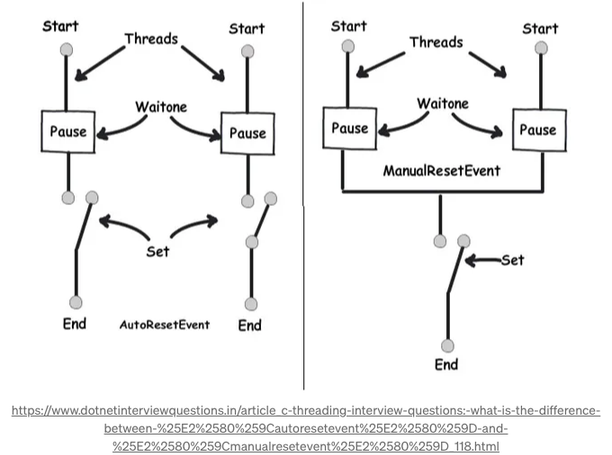 Start
Start
Threads
Waitone
Pause
Pause
Set
End
AutoResetEvent
End
Start
Start
Threads
Waitone
Pause
Pause
ManualResetEvent
Set
End
https://www.dotnetinterviewquestions.in/article_c-threading-interview-questions:-what-is-the-difference-
between-%25E2%2580%259Cautoresetevent%25E2%2580%259D-and-
%25E2%2580%259Cmanualresetevent%25E2%2580%259D_118.html